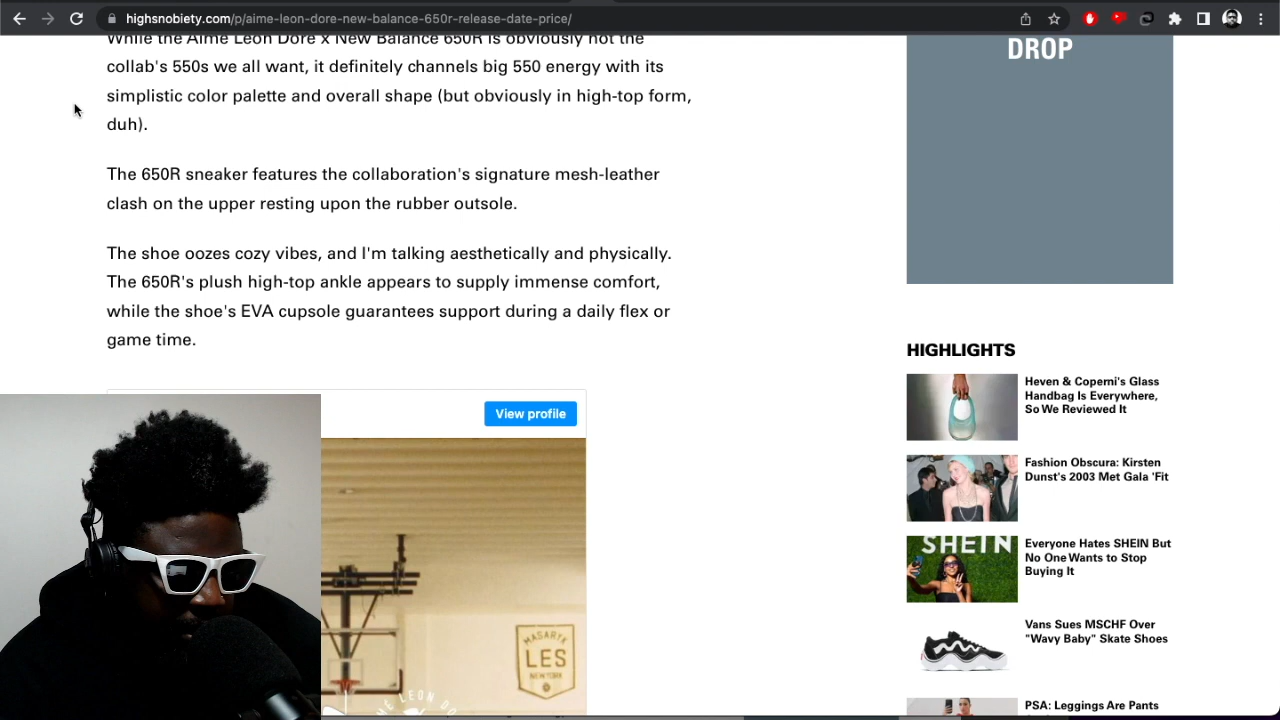 highsnobiety.com/p/aime-leon-dore-new-balance-650r-release-date-price/
While the Aimé Leon Dore x New Balance 650R is obviously not the
collab's 550s we all want, it definitely channels big 550 energy with its
simplistic color palette and overall shape (but obviously in high-top form,
duh).
The 650R sneaker features the collaboration's signature mesh-leather
clash on the upper resting upon the rubber outsole.
The shoe oozes cozy vibes, and I'm talking aesthetically and physically.
The 650R's plush high-top ankle appears to supply immense comfort,
while the shoe's EVA cupsole guarantees support during a daily flex or
game time.
View profile
MASARYK
LES
NEW YORK
ME LEON DO
DROP
HIGHLIGHTS
Heven & Coperni's Glass
Handbag Is Everywhere,
So We Reviewed It
Fashion Obscura: Kirsten
Dunst's 2003 Met Gala 'Fit
SHEIN
Everyone Hates SHEIN But
No One Wants to Stop
Buying It
Vans Sues MSCHF Over
"Wavy Baby" Skate Shoes
PSA: Leggings Are Pants